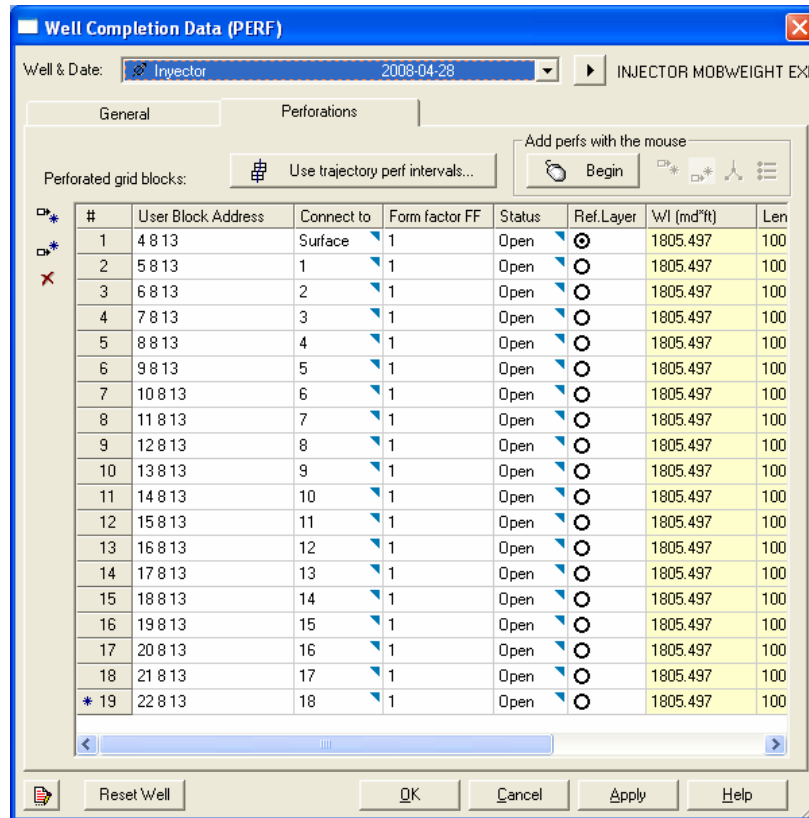 Well Completion Data (PERF)
Well & Date: Inyector 2008-04-28 INJECTOR MOBWEIGHT EX
General Perforations
Add perfs with the mouse
Perforated grid blocks: Use trajectory perf intervals... Begin
# User Block Address Connect to Form factor FF Status Ref.Layer WI (md*ft) Len
1 4 8 13 Surface 1 Open 1805.497 100
2 5 8 13 1 1 Open 1805.497 100
3 6 8 13 2 1 Open 1805.497 100
4 7 8 13 3 1 Open 1805.497 100
5 8 8 13 4 1 Open 1805.497 100
6 9 8 13 5 1 Open 1805.497 100
7 10 8 13 6 1 Open 1805.497 100
8 11 8 13 7 1 Open 1805.497 100
9 12 8 13 8 1 Open 1805.497 100
10 13 8 13 9 1 Open 1805.497 100
11 14 8 13 10 1 Open 1805.497 100
12 15 8 13 11 1 Open 1805.497 100
13 16 8 13 12 1 Open 1805.497 100
14 17 8 13 13 1 Open 1805.497 100
15 18 8 13 14 1 Open 1805.497 100
16 19 8 13 15 1 Open 1805.497 100
17 20 8 13 16 1 Open 1805.497 100
18 21 8 13 17 1 Open 1805.497 100
* 19 22 8 13 18 1 Open 1805.497 100
Reset Well OK Cancel Apply Help